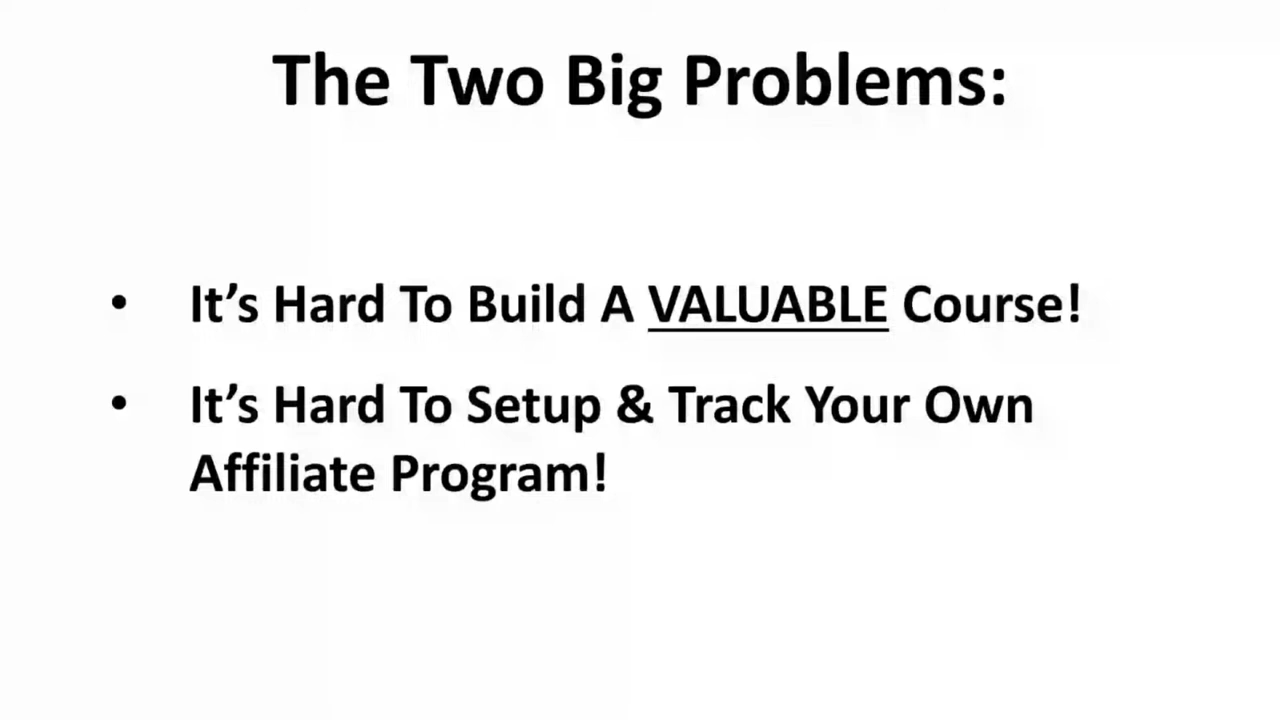 The Two Big Problems:
• It’s Hard To Build A VALUABLE Course!
• It’s Hard To Setup & Track Your Own
Affiliate Program!